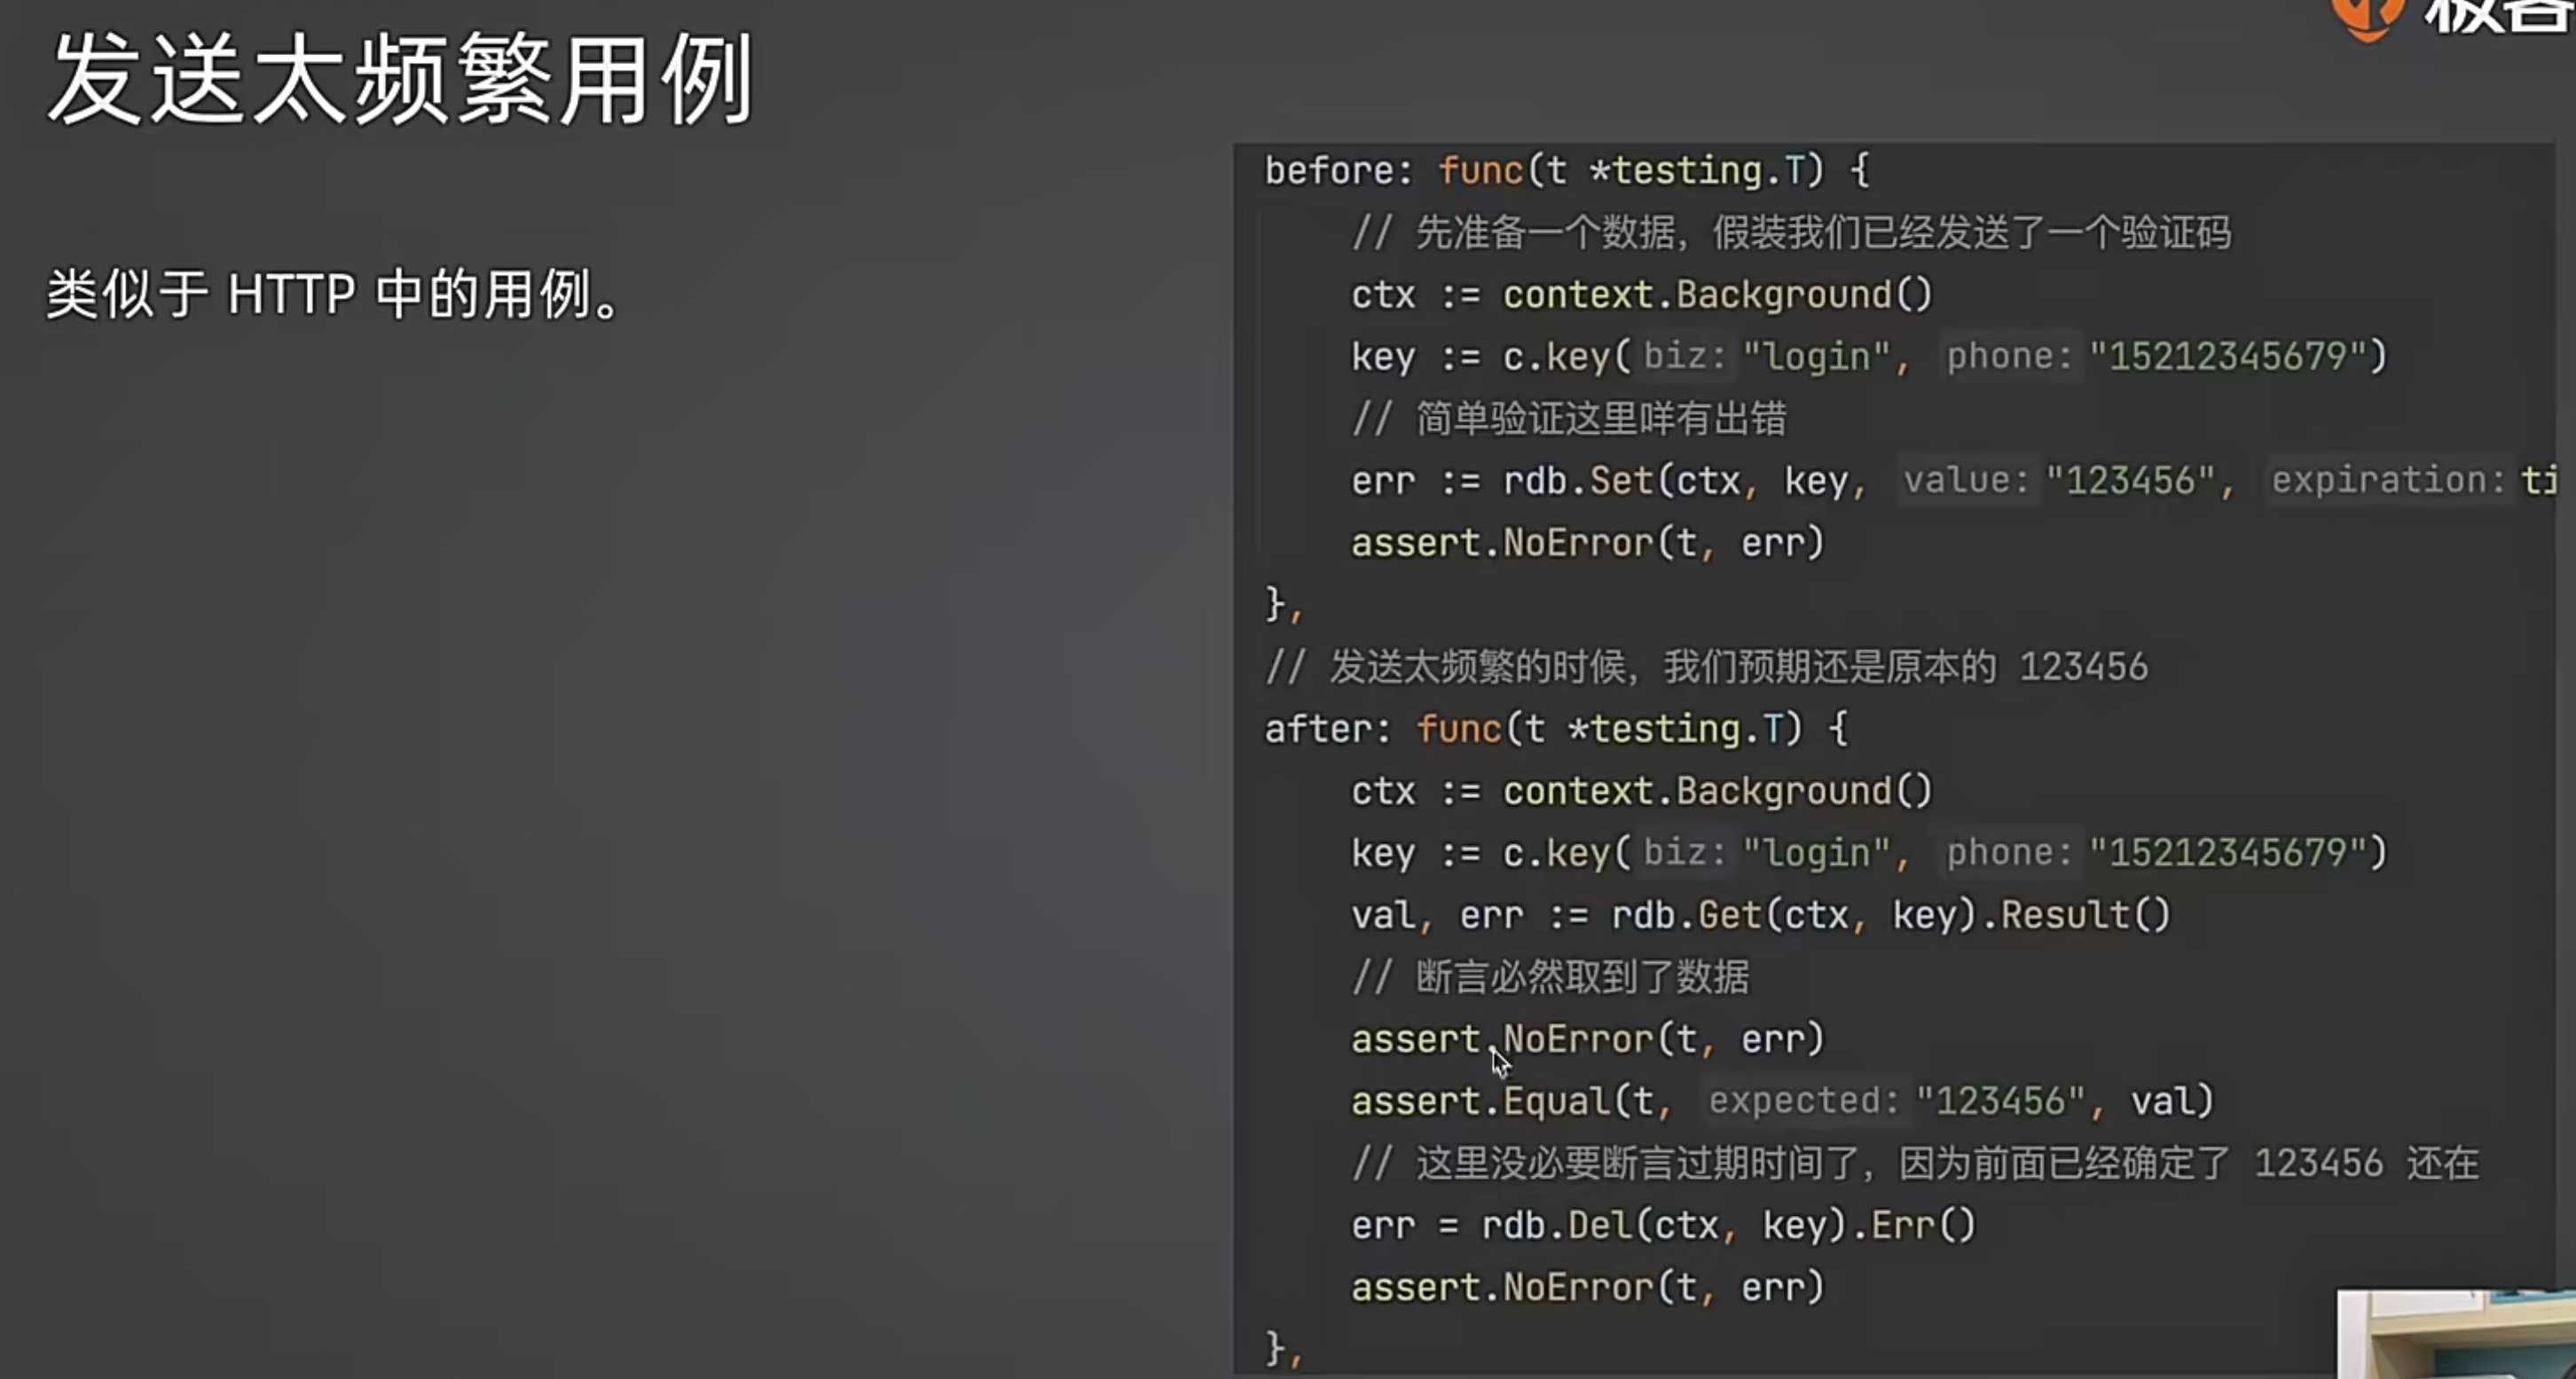 发送太频繁用例
极客
类似于 HTTP 中的用例。
before: func(t *testing.T) {
// 先准备一个数据，假装我们已经发送了一个验证码
ctx := context.Background()
key := c.key( biz: "login", phone: "15212345679")
// 简单验证这里咩有出错
err := rdb.Set(ctx, key, value: "123456", expiration: ti
assert.NoError(t, err)
},
// 发送太频繁的时候，我们预期还是原本的 123456
after: func(t *testing.T) {
ctx := context.Background()
key := c.key( biz: "login", phone: "15212345679")
val, err := rdb.Get(ctx, key).Result()
// 断言必然取到了数据
assert.NoError(t, err)
assert.Equal(t, expected: "123456", val)
// 这里没必要断言过期时间了，因为前面已经确定了 123456 还在
err = rdb.Del(ctx, key).Err()
assert.NoError(t, err)
},